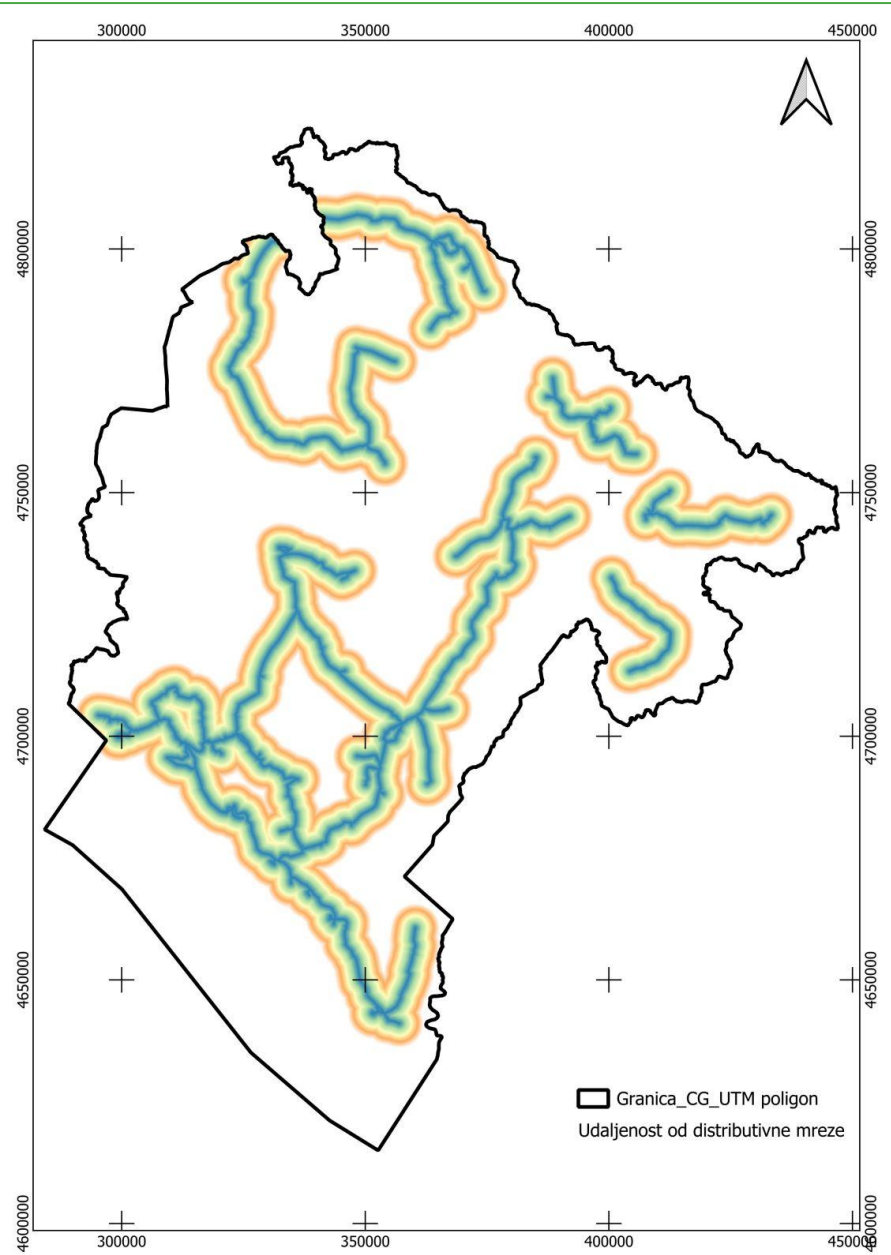 300000 350000 400000 450000
4800000 4800000
4750000 4750000
4700000 4700000
4650000 4650000
Granica_CG_UTM poligon
Udaljenost od distributivne mreze
4600000 4600000
300000 350000 400000 450000